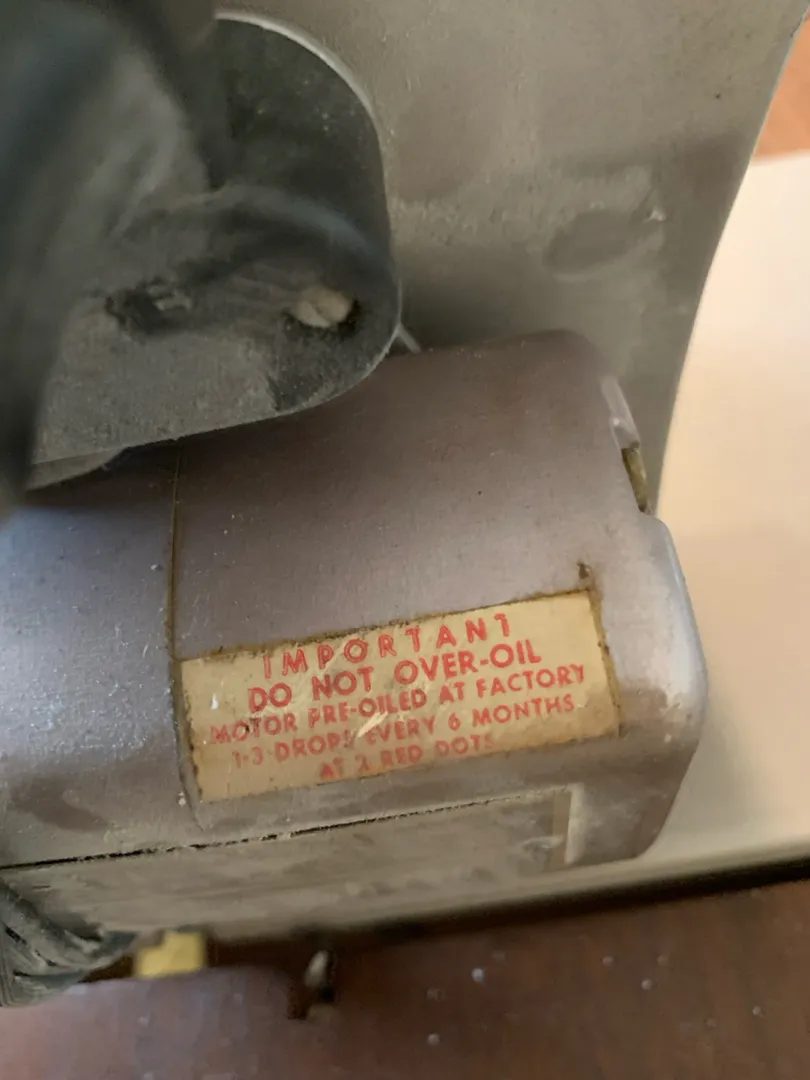 IMPORTANT
DO NOT OVER-OIL
MOTOR PRE-OILED AT FACTORY
1-3 DROPS EVERY 6 MONTHS
AT 2 RED DOTS